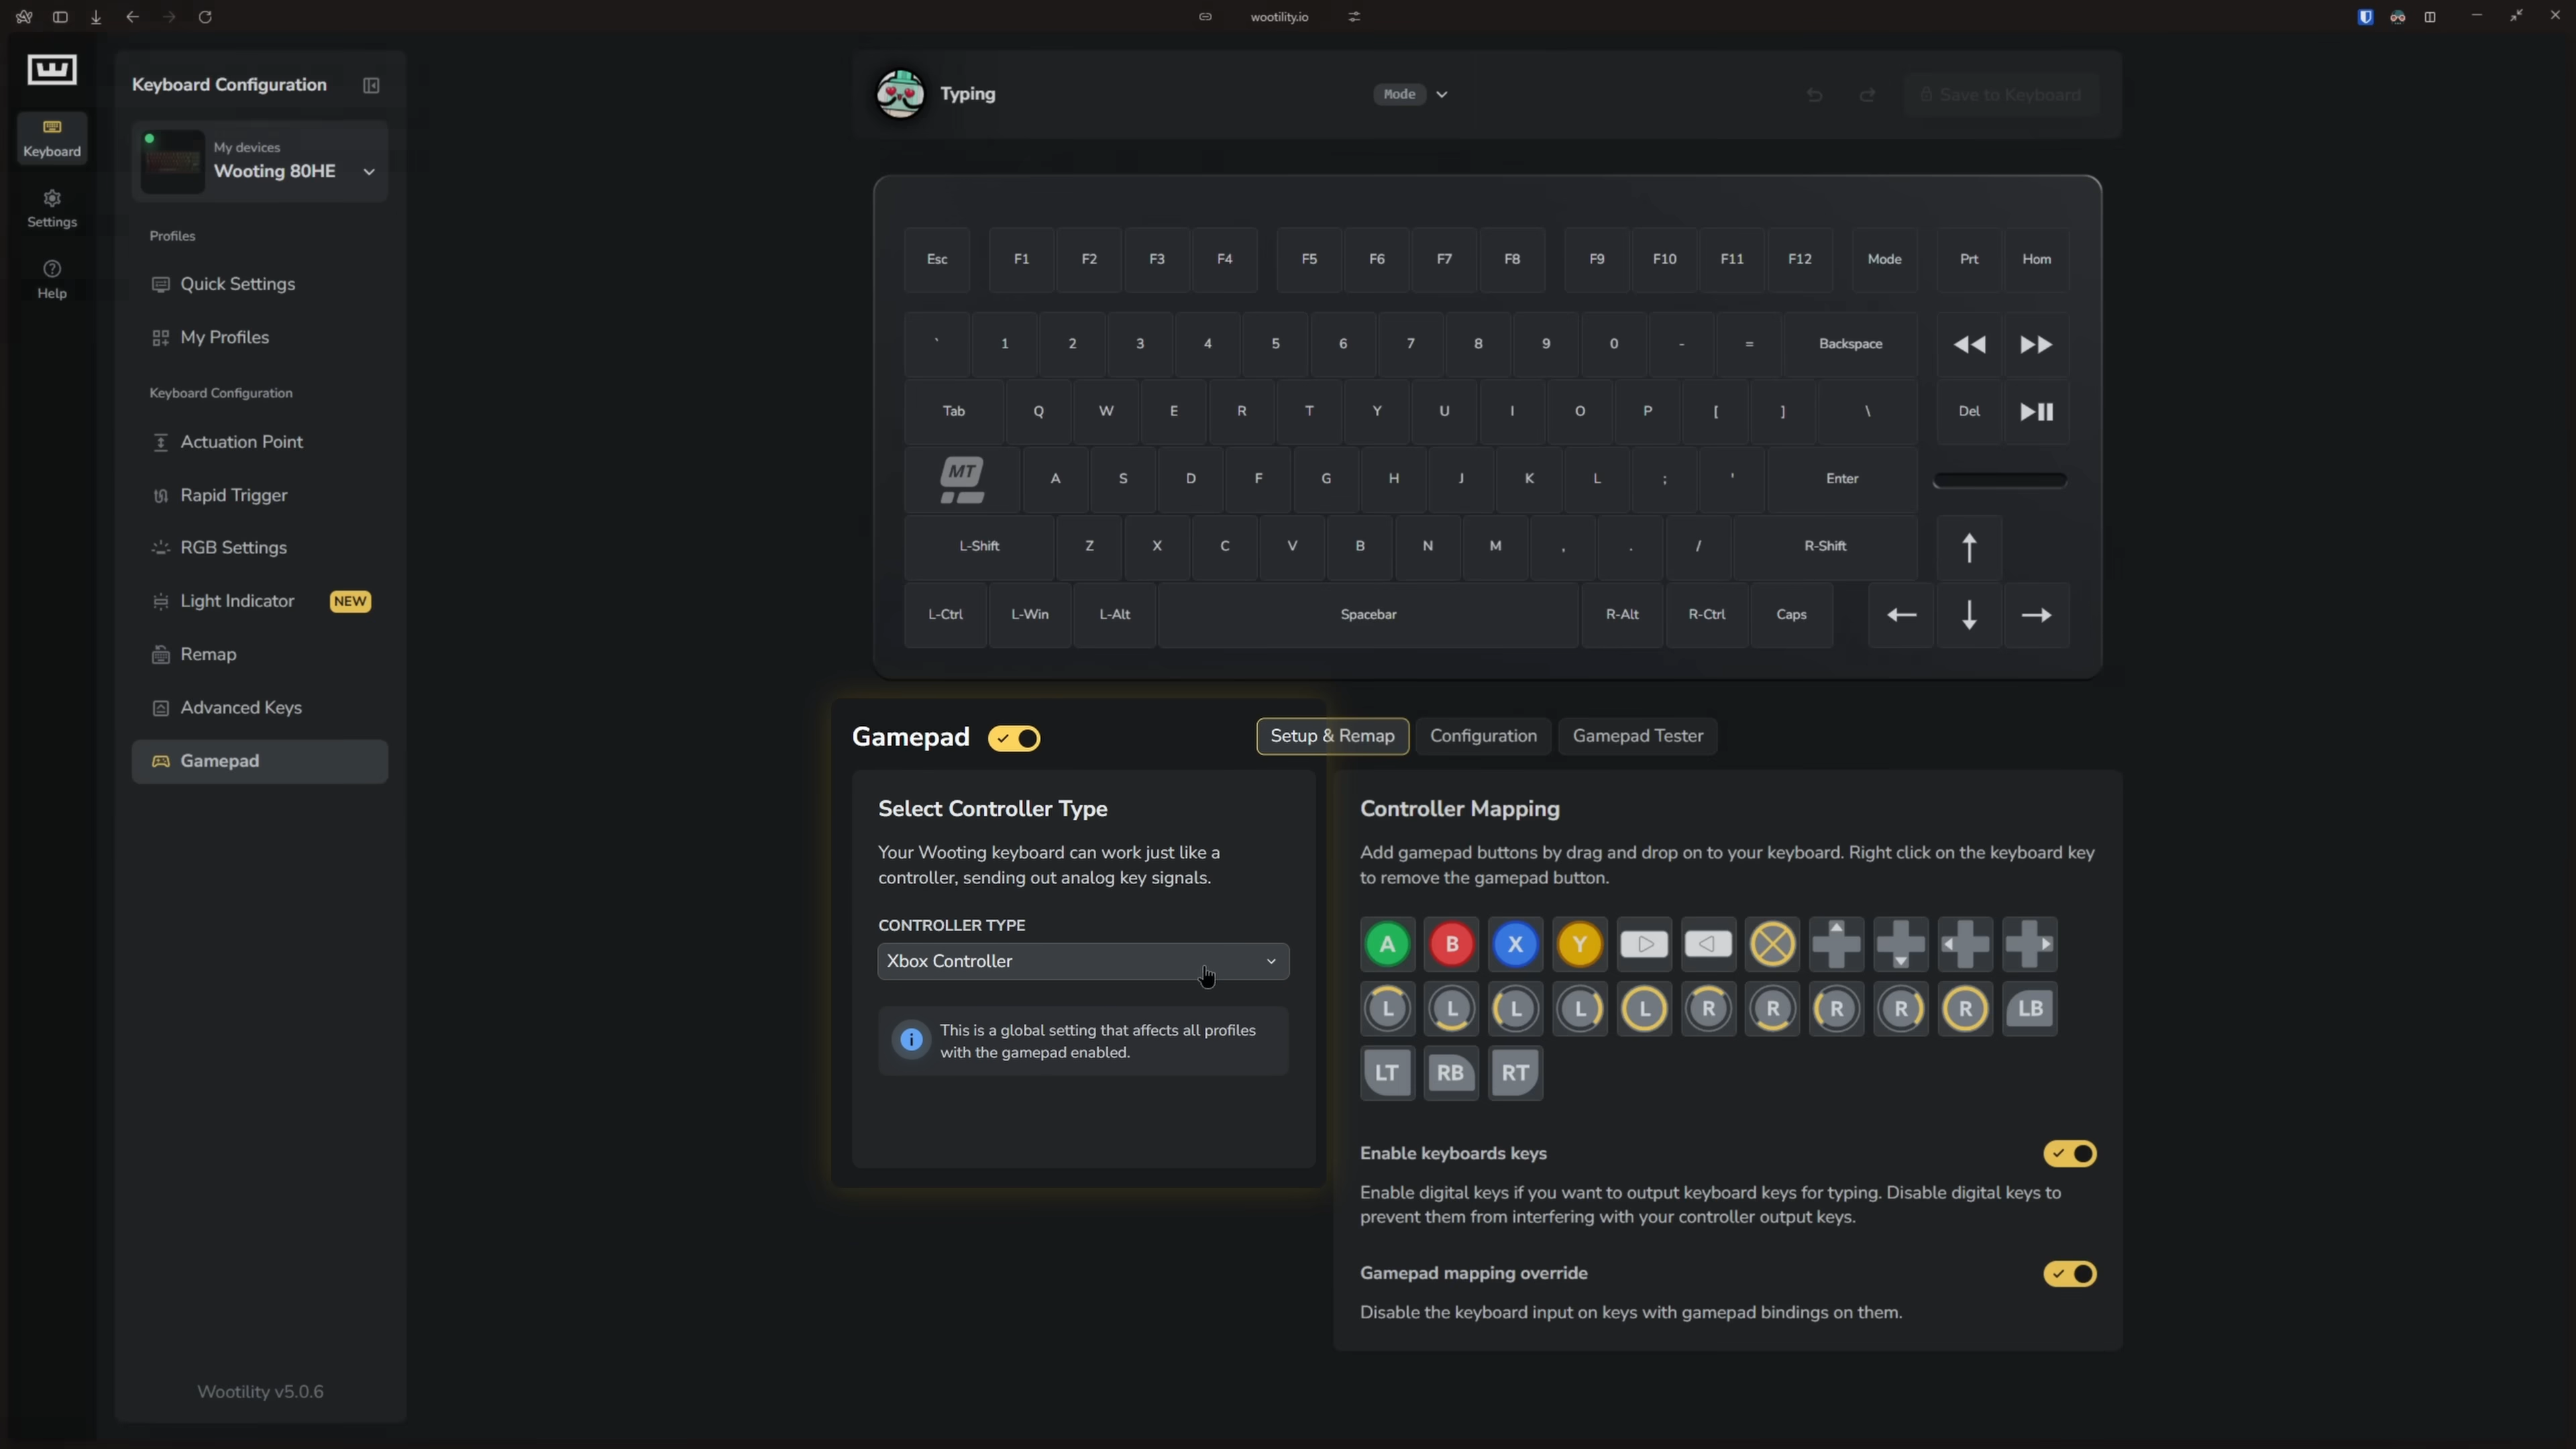 wootility.io
Keyboard Configuration
Keyboard
Settings
Help
My devices
Wooting 80HE
Profiles
Quick Settings
My Profiles
Keyboard Configuration
Actuation Point
Rapid Trigger
RGB Settings
Light Indicator NEW
Remap
Advanced Keys
Gamepad
Wootility v5.0.6
Typing
Mode
Save to Keyboard
Esc F1 F2 F3 F4 F5 F6 F7 F8 F9 F10 F11 F12 Mode Prt Hom
` 1 2 3 4 5 6 7 8 9 0 - = Backspace
Tab Q W E R T Y U I O P [ ] \ Del
MT A S D F G H J K L ; ' Enter
L-Shift Z X C V B N M , . / R-Shift
L-Ctrl L-Win L-Alt Spacebar R-Alt R-Ctrl Caps
Gamepad
Setup & Remap Configuration Gamepad Tester
Select Controller Type
Your Wooting keyboard can work just like a
controller, sending out analog key signals.
CONTROLLER TYPE
Xbox Controller
This is a global setting that affects all profiles
with the gamepad enabled.
Controller Mapping
Add gamepad buttons by drag and drop on to your keyboard. Right click on the keyboard key
to remove the gamepad button.
A B X Y
L L L L L R R R R R LB
LT RB RT
Enable keyboards keys
Enable digital keys if you want to output keyboard keys for typing. Disable digital keys to
prevent them from interfering with your controller output keys.
Gamepad mapping override
Disable the keyboard input on keys with gamepad bindings on them.